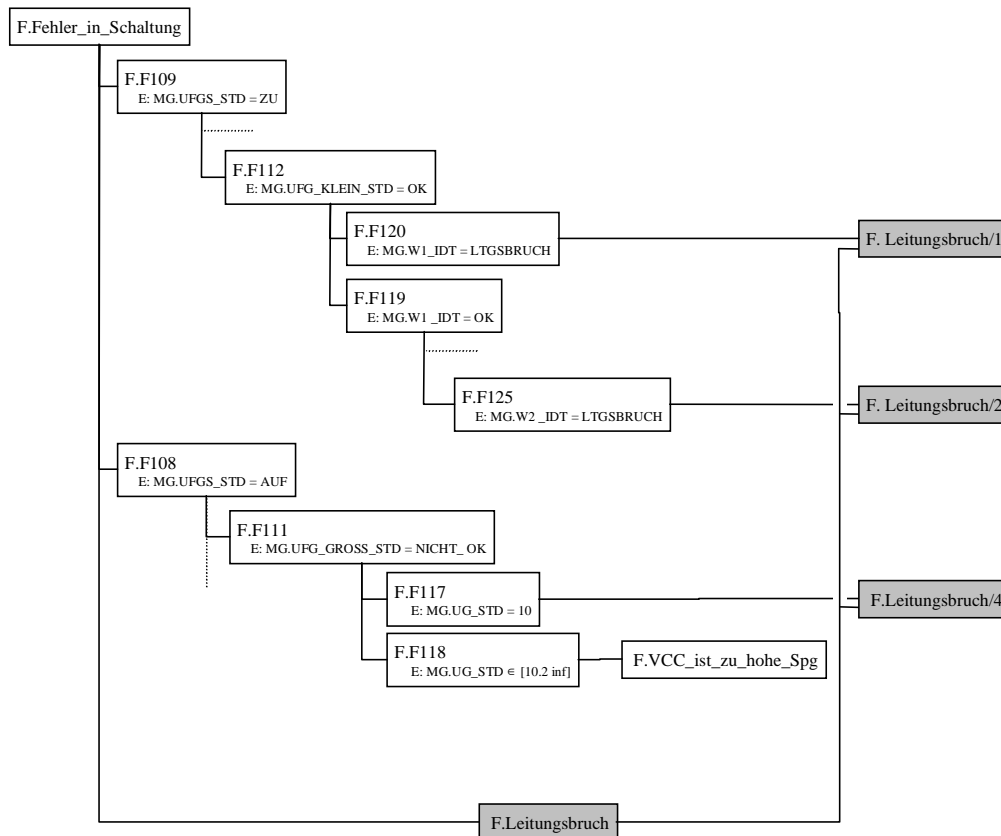 F.Fehler_in_Schaltung
F.F109
E: MG.UFGS_STD = ZU
F.F112
E: MG.UFG_KLEIN_STD = OK
F.F120
E: MG.W1_IDT = LTGSBRUCH
F. Leitungsbruch/1
F.F119
E: MG.W1 _IDT = OK
F.F125
E: MG.W2 _IDT = LTGSBRUCH
F. Leitungsbruch/2
F.F108
E: MG.UFGS_STD = AUF
F.F111
E: MG.UFG_GROSS_STD = NICHT_ OK
F.F117
E: MG.UG_STD = 10
F.Leitungsbruch/4
F.F118
E: MG.UG_STD ∈ [10.2 inf]
F.VCC_ist_zu_hohe_Spg
F.Leitungsbruch